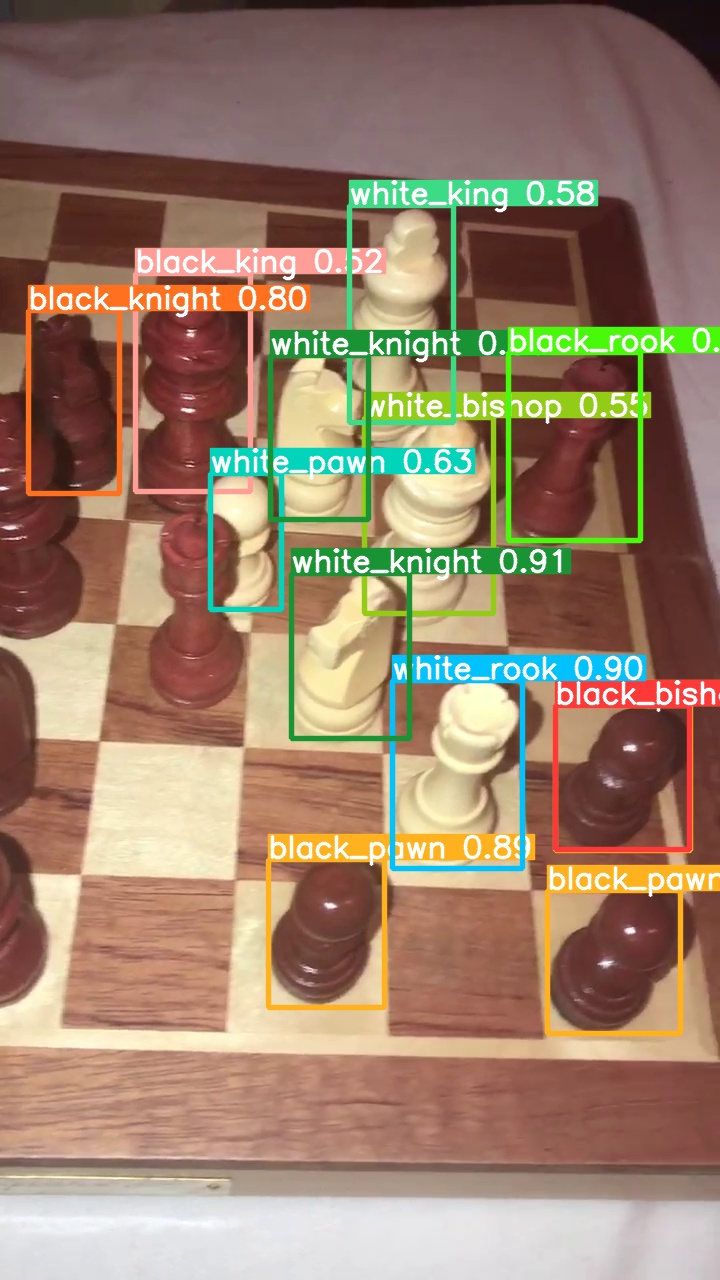 white_king 0.58
black_king 0.52
black_knight 0.80
white_knight 0.
black_rook 0.
white_bishop 0.55
white_pawn 0.63
white_knight 0.91
white_rook 0.90
black_bisho
black_pawn 0.89
black_pawn